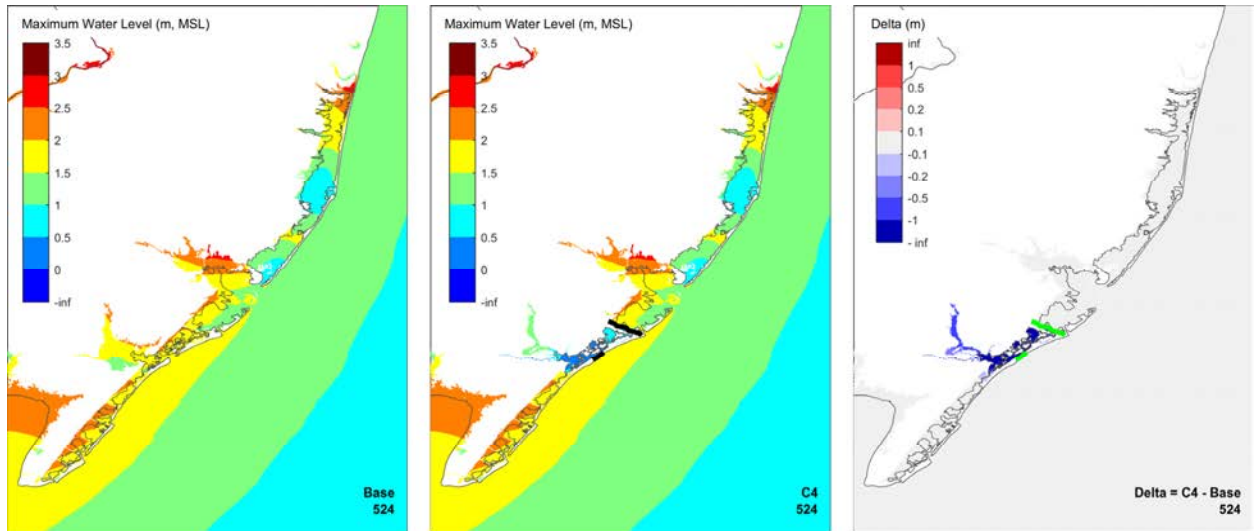 Maximum Water Level (m, MSL)
3.5
3
2.5
2
1.5
1
0.5
0
-inf
Base
524
Maximum Water Level (m, MSL)
3.5
3
2.5
2
1.5
1
0.5
0
-inf
C4
524
Delta (m)
inf
1
0.5
0.2
0.1
-0.1
-0.2
-0.5
-1
- inf
Delta = C4 - Base
524